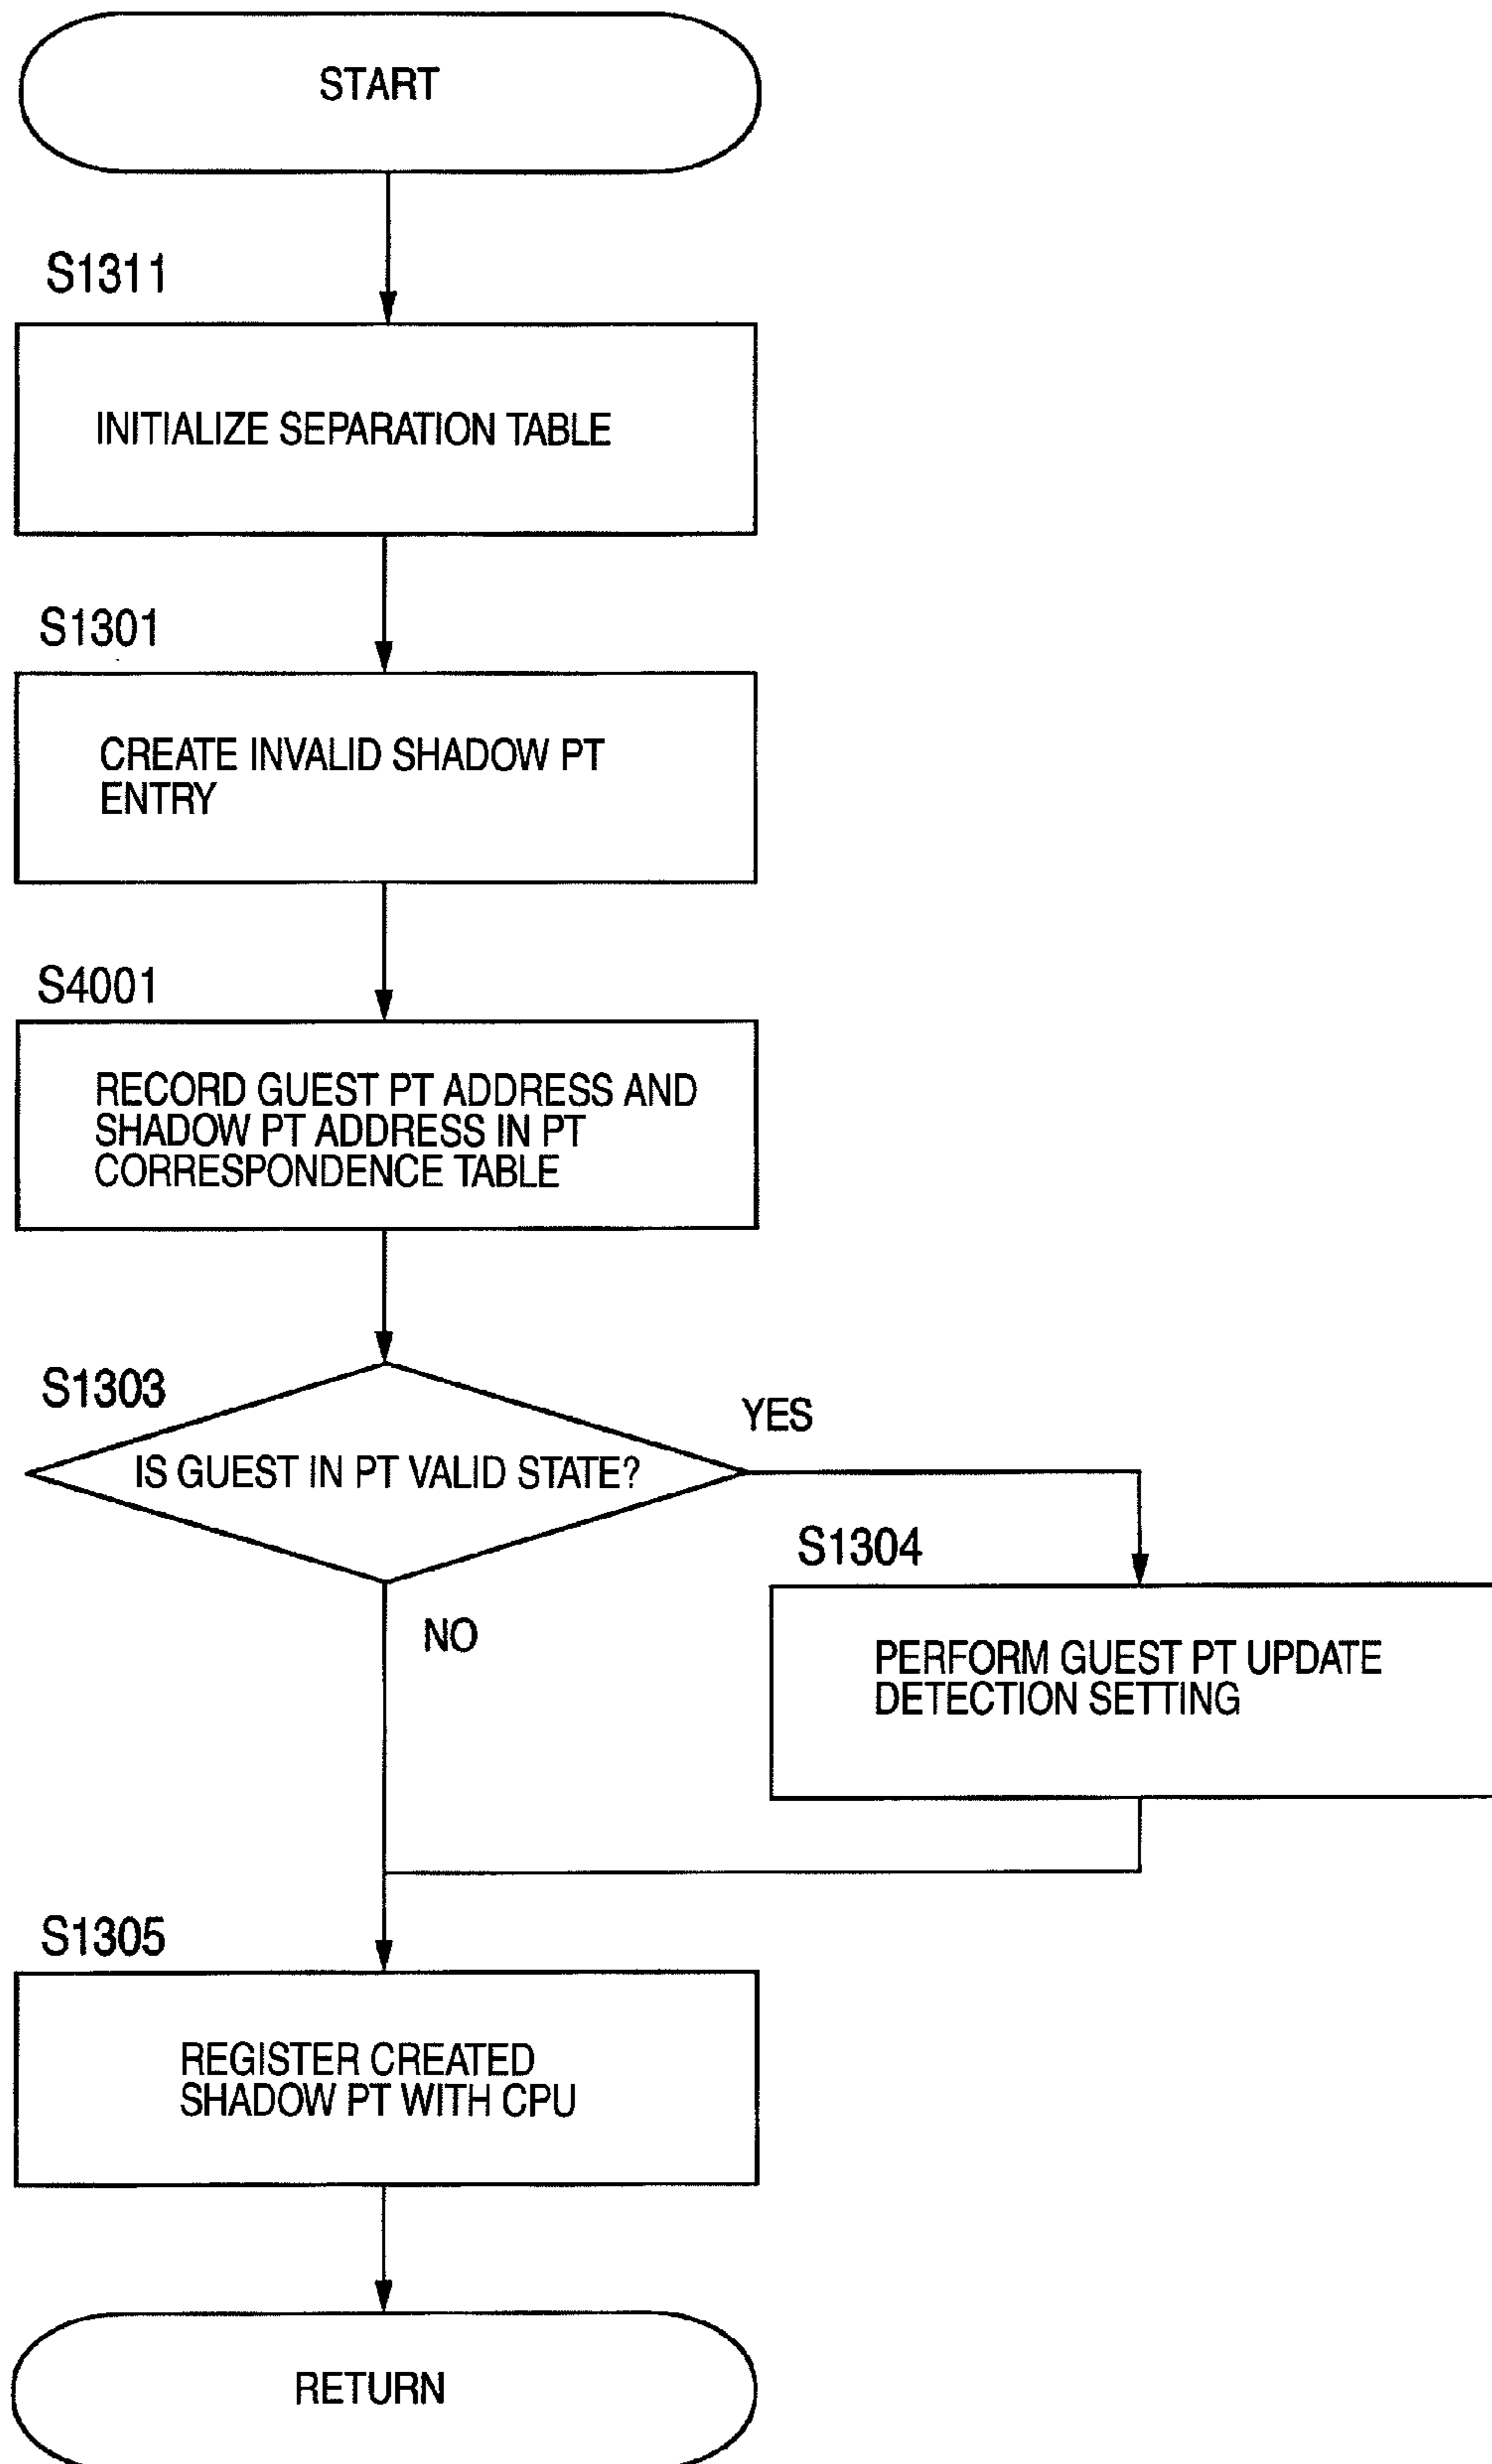 START
S1311
INITIALIZE SEPARATION TABLE
S1301
CREATE INVALID SHADOW PT
ENTRY
S4001
RECORD GUEST PT ADDRESS AND
SHADOW PT ADDRESS IN PT
CORRESPONDENCE TABLE
S1303
YES
IS GUEST IN PT VALID STATE?
S1304
NO
PERFORM GUEST PT UPDATE
DETECTION SETTING
S1305
REGISTER CREATED
SHADOW PT WITH CPU
RETURN